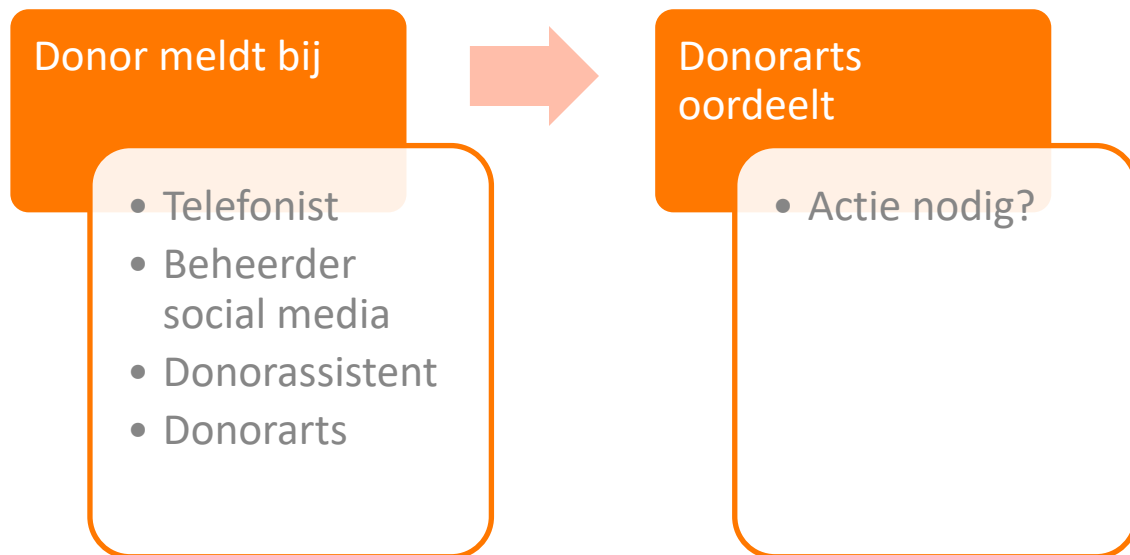 Donor meldt bij
• Telefonist
• Beheerder
social media
• Donorassistent
• Donorarts
Donorarts
oordeelt
• Actie nodig?